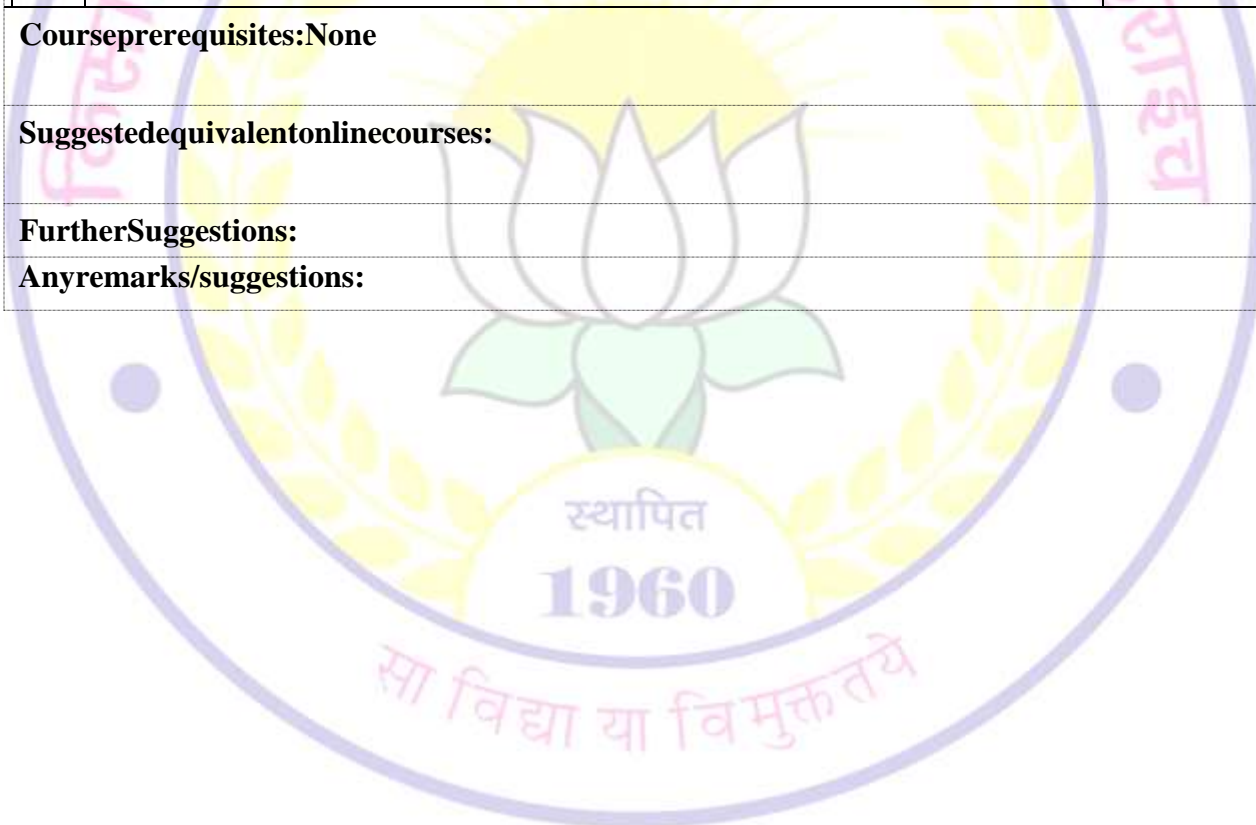 Courseprerequisites:None
Suggestedequivalentonlinecourses:
FurtherSuggestions:
Anyremarks/suggestions:
स्थापित
1960
सा विद्या या विमुक्तये